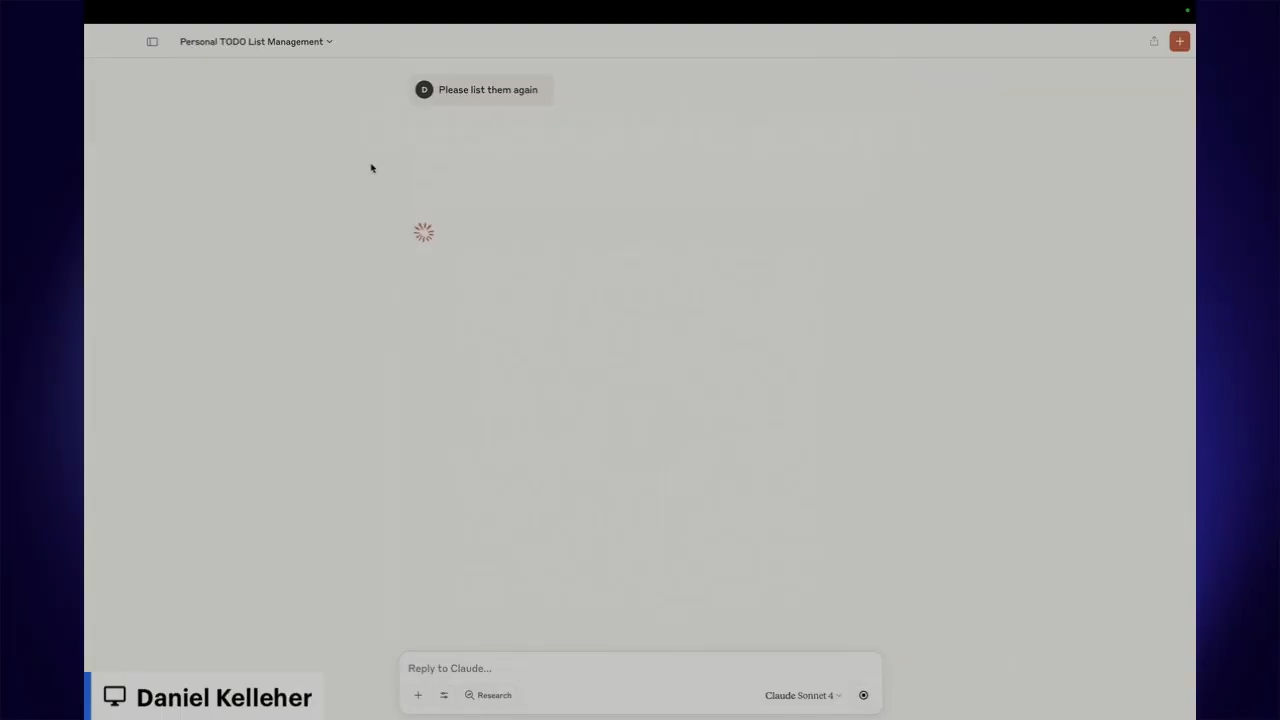 Personal TODO List Management
D
Please list them again
Reply to Claude...
Research
Claude Sonnet 4
Daniel Kelleher